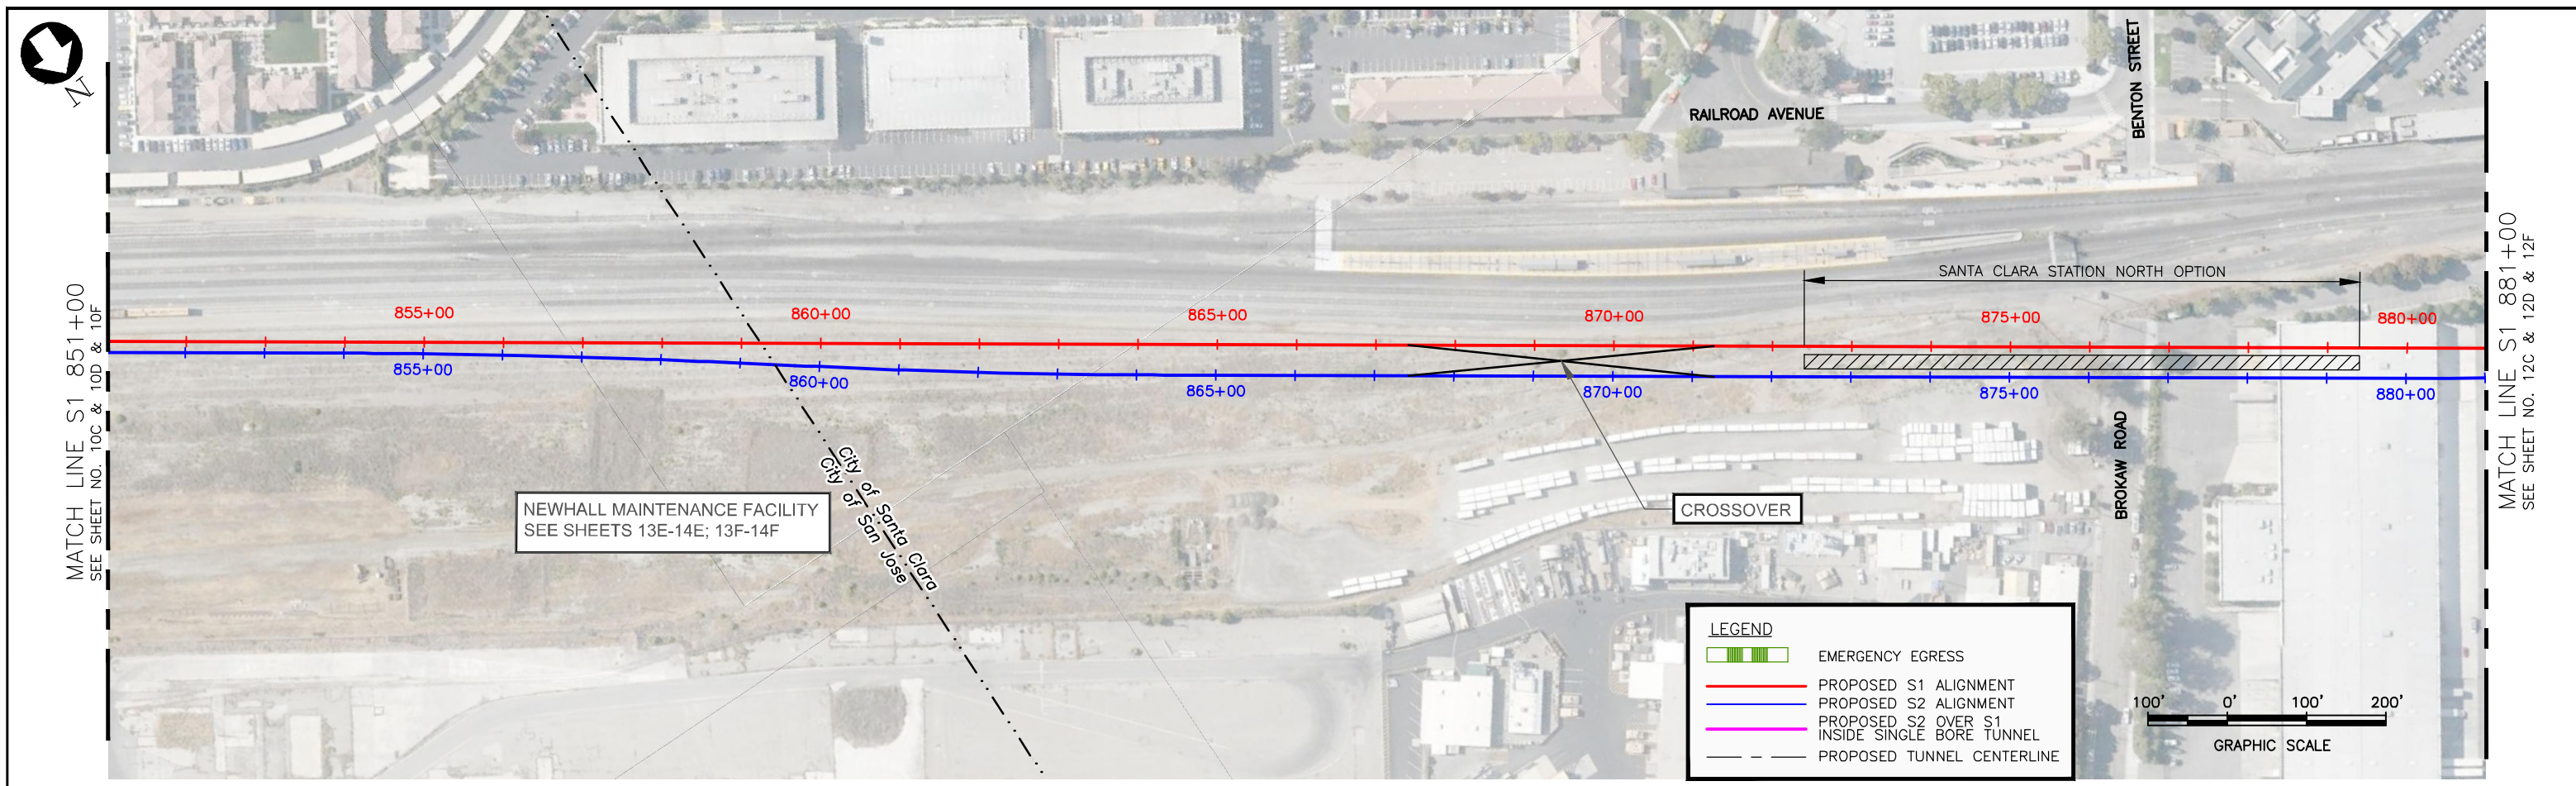 N
MATCH LINE S1 851+00
SEE SHEET NO. 10C & 10D & 10F
RAILROAD AVENUE
BENTON STREET
SANTA CLARA STATION NORTH OPTION
855+00
860+00
865+00
870+00
875+00
880+00
855+00
860+00
865+00
870+00
875+00
880+00
City of Santa Clara
City of San Jose
NEWHALL MAINTENANCE FACILITY
SEE SHEETS 13E-14E; 13F-14F
CROSSOVER
BROKAW ROAD
LEGEND
EMERGENCY EGRESS
PROPOSED S1 ALIGNMENT
PROPOSED S2 ALIGNMENT
PROPOSED S2 OVER S1
INSIDE SINGLE BORE TUNNEL
PROPOSED TUNNEL CENTERLINE
100' 0' 100' 200'
GRAPHIC SCALE
MATCH LINE S1 881+00
SEE SHEET NO. 12C & 12D & 12F